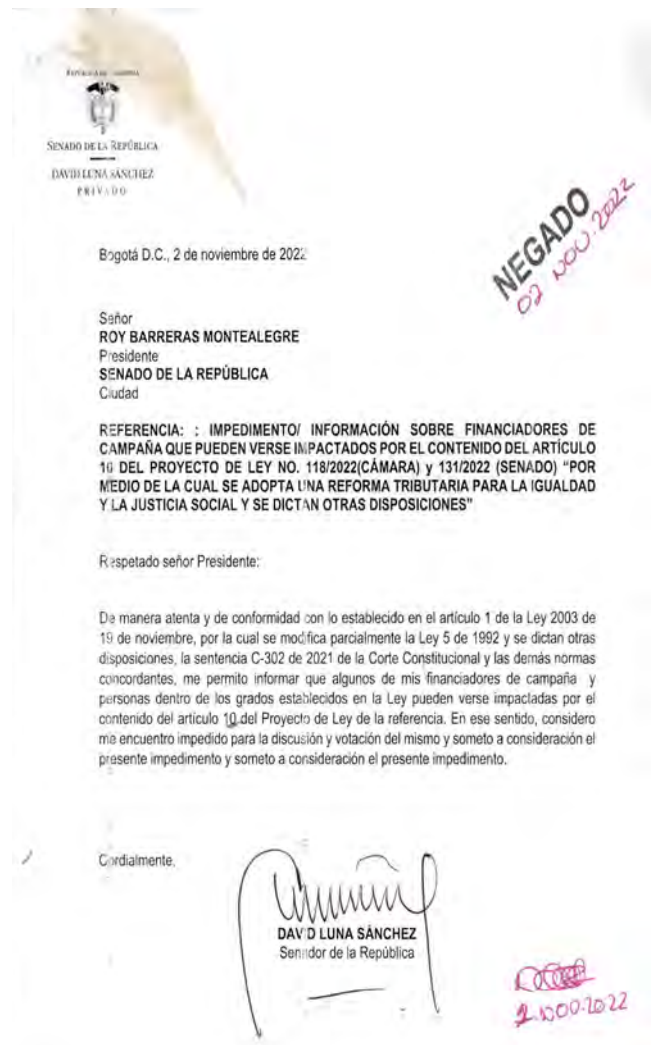 REPÚBLICA DE COLOMBIA
SENADO DE LA REPÚBLICA
DAVID LUNA SÁNCHEZ
PRIVADO
NEGADO
02 NOV. 2022
Bogotá D.C., 2 de noviembre de 2022
Señor
ROY BARRERAS MONTEALEGRE
Presidente
SENADO DE LA REPÚBLICA
Ciudad
REFERENCIA: : IMPEDIMENTO/ INFORMACIÓN SOBRE FINANCIADORES DE
CAMPAÑA QUE PUEDEN VERSE IMPACTADOS POR EL CONTENIDO DEL ARTÍCULO
10 DEL PROYECTO DE LEY NO. 118/2022(CÁMARA) y 131/2022 (SENADO) “POR
MEDIO DE LA CUAL SE ADOPTA UNA REFORMA TRIBUTARIA PARA LA IGUALDAD
Y LA JUSTICIA SOCIAL Y SE DICTAN OTRAS DISPOSICIONES”
Respetado señor Presidente:
De manera atenta y de conformidad con lo establecido en el artículo 1 de la Ley 2003 de
19 de noviembre, por la cual se modifica parcialmente la Ley 5 de 1992 y se dictan otras
disposiciones, la sentencia C-302 de 2021 de la Corte Constitucional y las demás normas
concordantes, me permito informar que algunos de mis financiadores de campaña y
personas dentro de los grados establecidos en la Ley pueden verse impactadas por el
contenido del artículo 10 del Proyecto de Ley de la referencia. En ese sentido, considero
me encuentro impedido para la discusión y votación del mismo y someto a consideración el
presente impedimento y someto a consideración el presente impedimento.
Cordialmente,
DAVID LUNA SÁNCHEZ
Senador de la República
2.NOV.2022